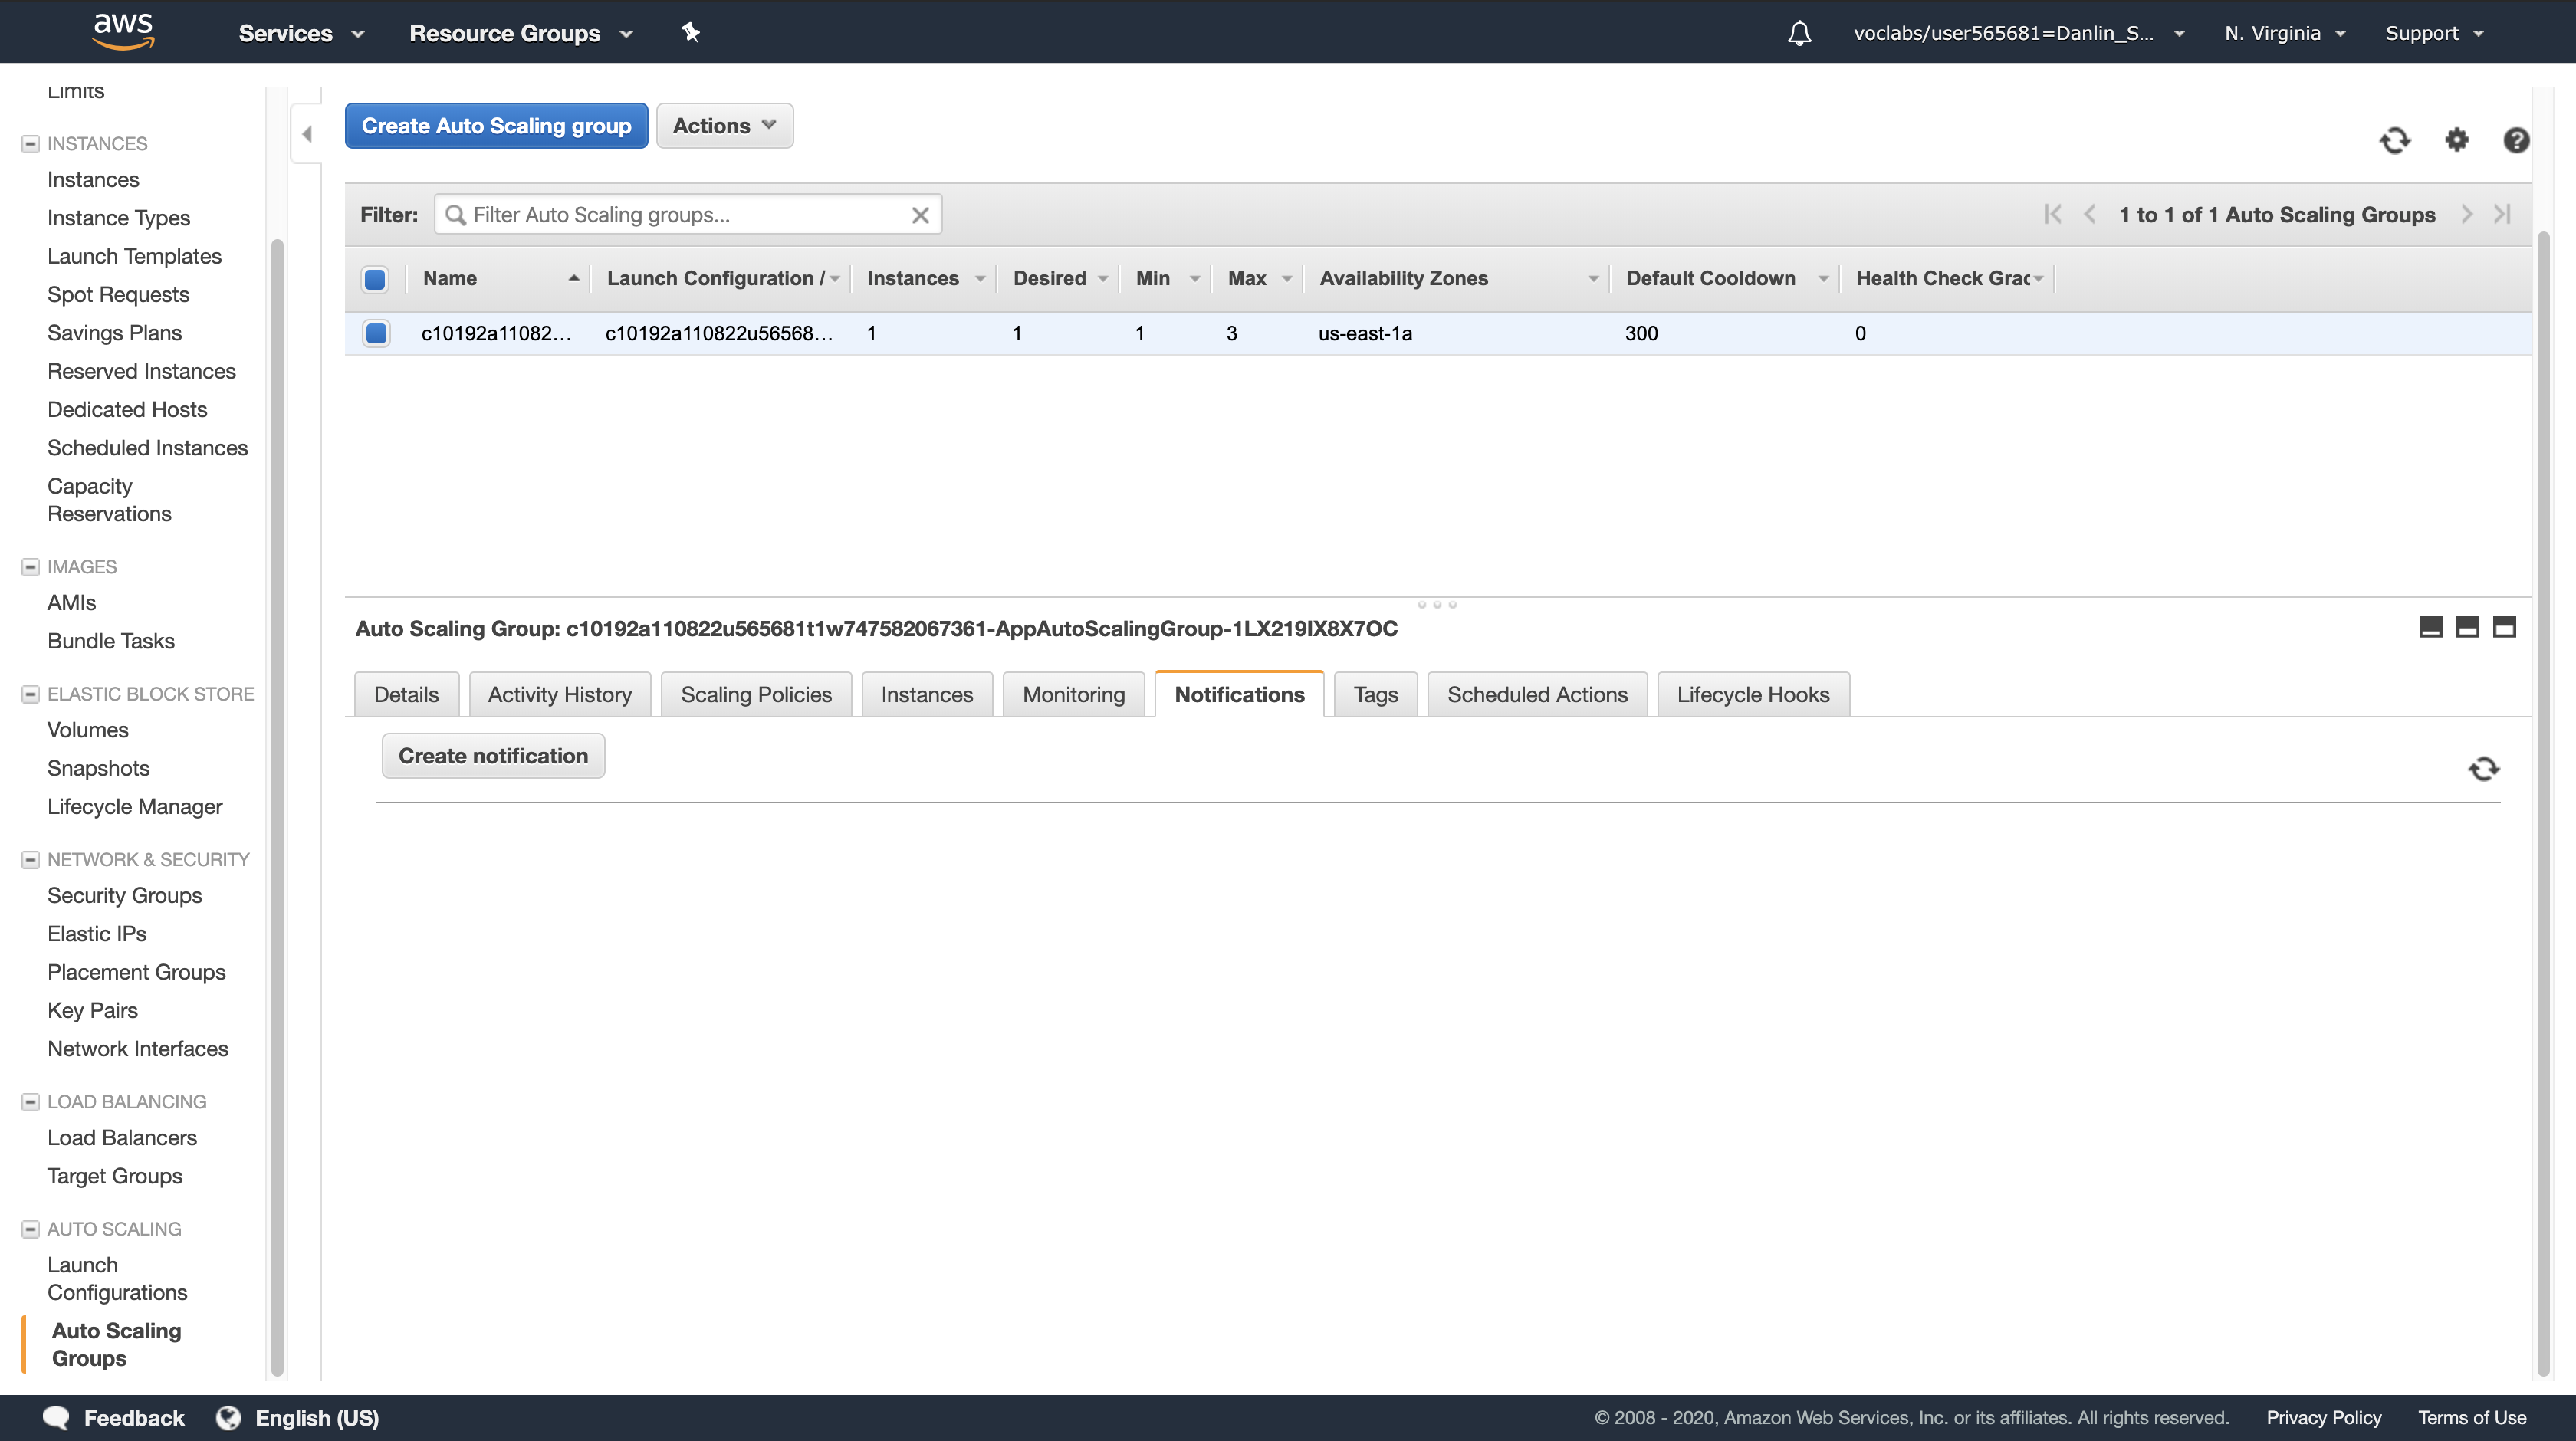 aws
Services
Resource Groups
voclabs/user565681=Danlin_S...
N. Virginia
Support
Limits
INSTANCES
Instances
Instance Types
Launch Templates
Spot Requests
Savings Plans
Reserved Instances
Dedicated Hosts
Scheduled Instances
Capacity
Reservations
IMAGES
AMIs
Bundle Tasks
ELASTIC BLOCK STORE
Volumes
Snapshots
Lifecycle Manager
NETWORK & SECURITY
Security Groups
Elastic IPs
Placement Groups
Key Pairs
Network Interfaces
LOAD BALANCING
Load Balancers
Target Groups
AUTO SCALING
Launch
Configurations
Auto Scaling
Groups
Create Auto Scaling group
Actions
Filter:
Filter Auto Scaling groups...
1 to 1 of 1 Auto Scaling Groups
Name
Launch Configuration /
Instances
Desired
Min
Max
Availability Zones
Default Cooldown
Health Check Grac
c10192a11082...
c10192a110822u56568...
1
1
1
3
us-east-1a
300
0
Auto Scaling Group: c10192a110822u565681t1w747582067361-AppAutoScalingGroup-1LX219IX8X7OC
Details
Activity History
Scaling Policies
Instances
Monitoring
Notifications
Tags
Scheduled Actions
Lifecycle Hooks
Create notification
Feedback
English (US)
© 2008 - 2020, Amazon Web Services, Inc. or its affiliates. All rights reserved.
Privacy Policy
Terms of Use